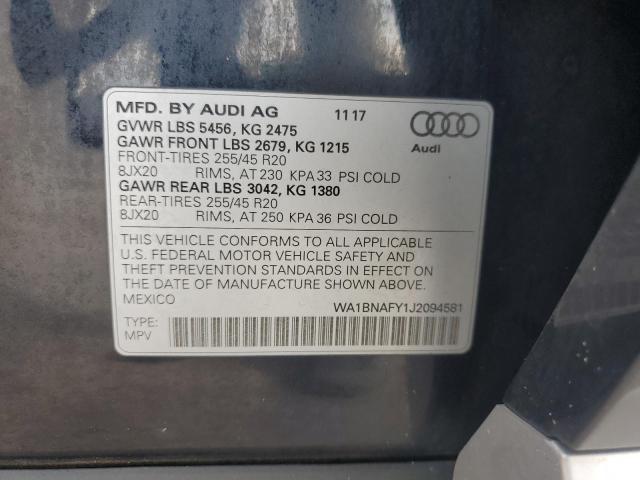 MFD. BY AUDI AG 11 17
GVWR LBS 5456, KG 2475
GAWR FRONT LBS 2679, KG 1215
FRONT-TIRES 255/45 R20
8JX20 RIMS, AT 230 KPA 33 PSI COLD
GAWR REAR LBS 3042, KG 1380
REAR-TIRES 255/45 R20
8JX20 RIMS, AT 250 KPA 36 PSI COLD
Audi
THIS VEHICLE CONFORMS TO ALL APPLICABLE
U.S. FEDERAL MOTOR VEHICLE SAFETY AND
THEFT PREVENTION STANDARDS IN EFFECT ON
THE DATE OF MANUFACTURE SHOWN ABOVE.
MEXICO
WA1BNAFY1J2094581
TYPE:
MPV